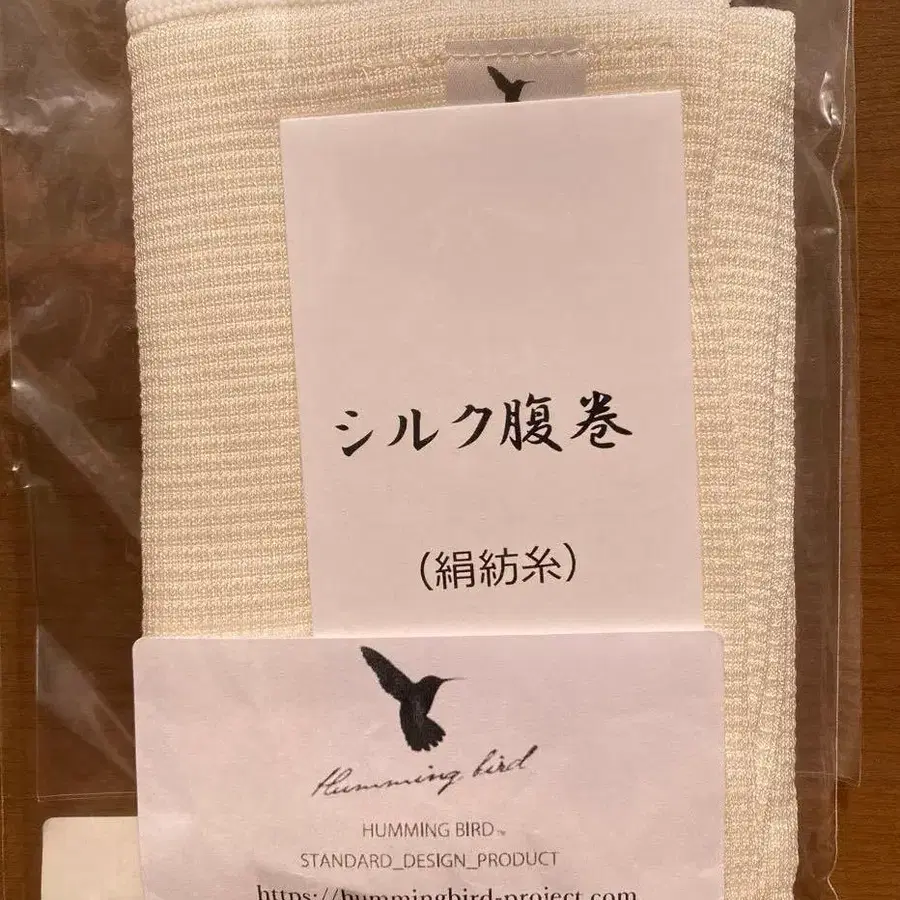 シルク腹巻
（絹紡糸）
Humming bird
HUMMING BIRD™
STANDARD_DESIGN_PRODUCT
https://hummingbird-project.com